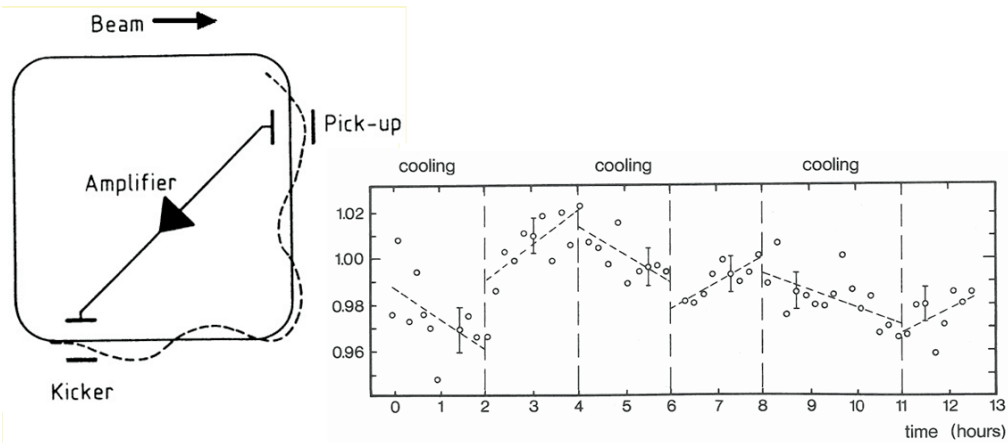 Beam
Pick-up
Amplifier
Kicker
cooling cooling cooling
1.02
1.00
0.98
0.96
0 1 2 3 4 5 6 7 8 9 10 11 12 13
time (hours)